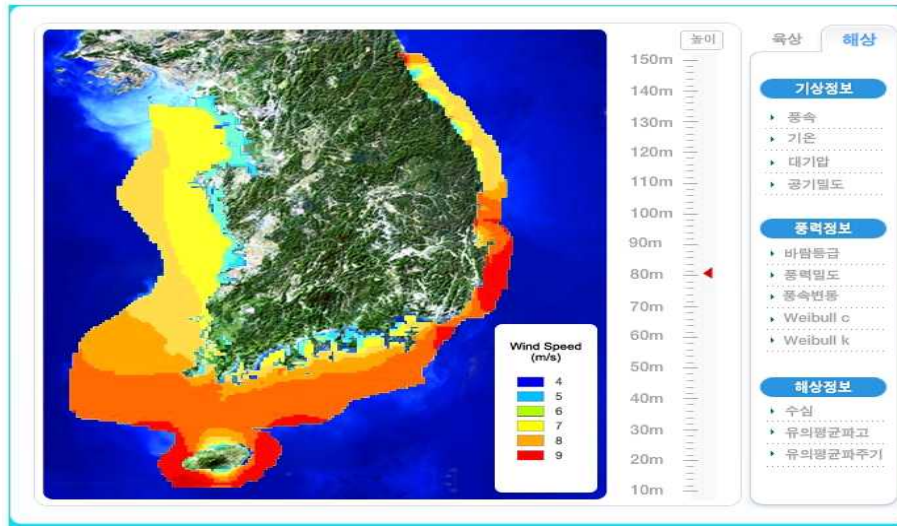 Wind Speed
(m/s)
4
5
6
7
8
9
높이
150m
140m
130m
120m
110m
100m
90m
80m
70m
60m
50m
40m
30m
20m
10m
육상
해상
기상정보
풍속
기온
대기압
공기밀도
풍력정보
바람등급
풍력밀도
풍속변동
Weibull c
Weibull k
해상정보
수심
유의평균파고
유의평균파주기